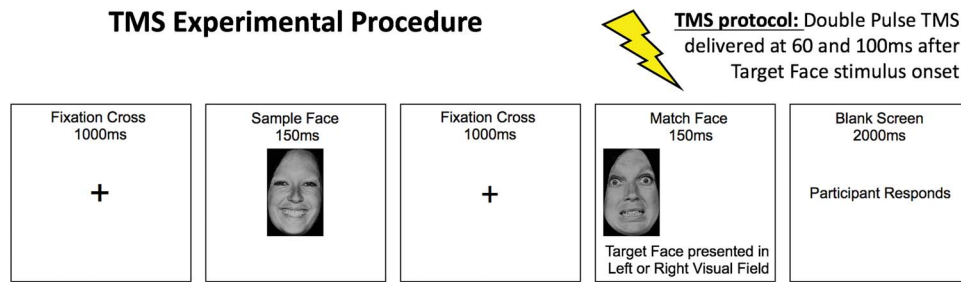 TMS Experimental Procedure
TMS protocol: Double Pulse TMS
delivered at 60 and 100ms after
Target Face stimulus onset
Fixation Cross
1000ms
+
Sample Face
150ms
Fixation Cross
1000ms
+
Match Face
150ms
Target Face presented in
Left or Right Visual Field
Blank Screen
2000ms
Participant Responds